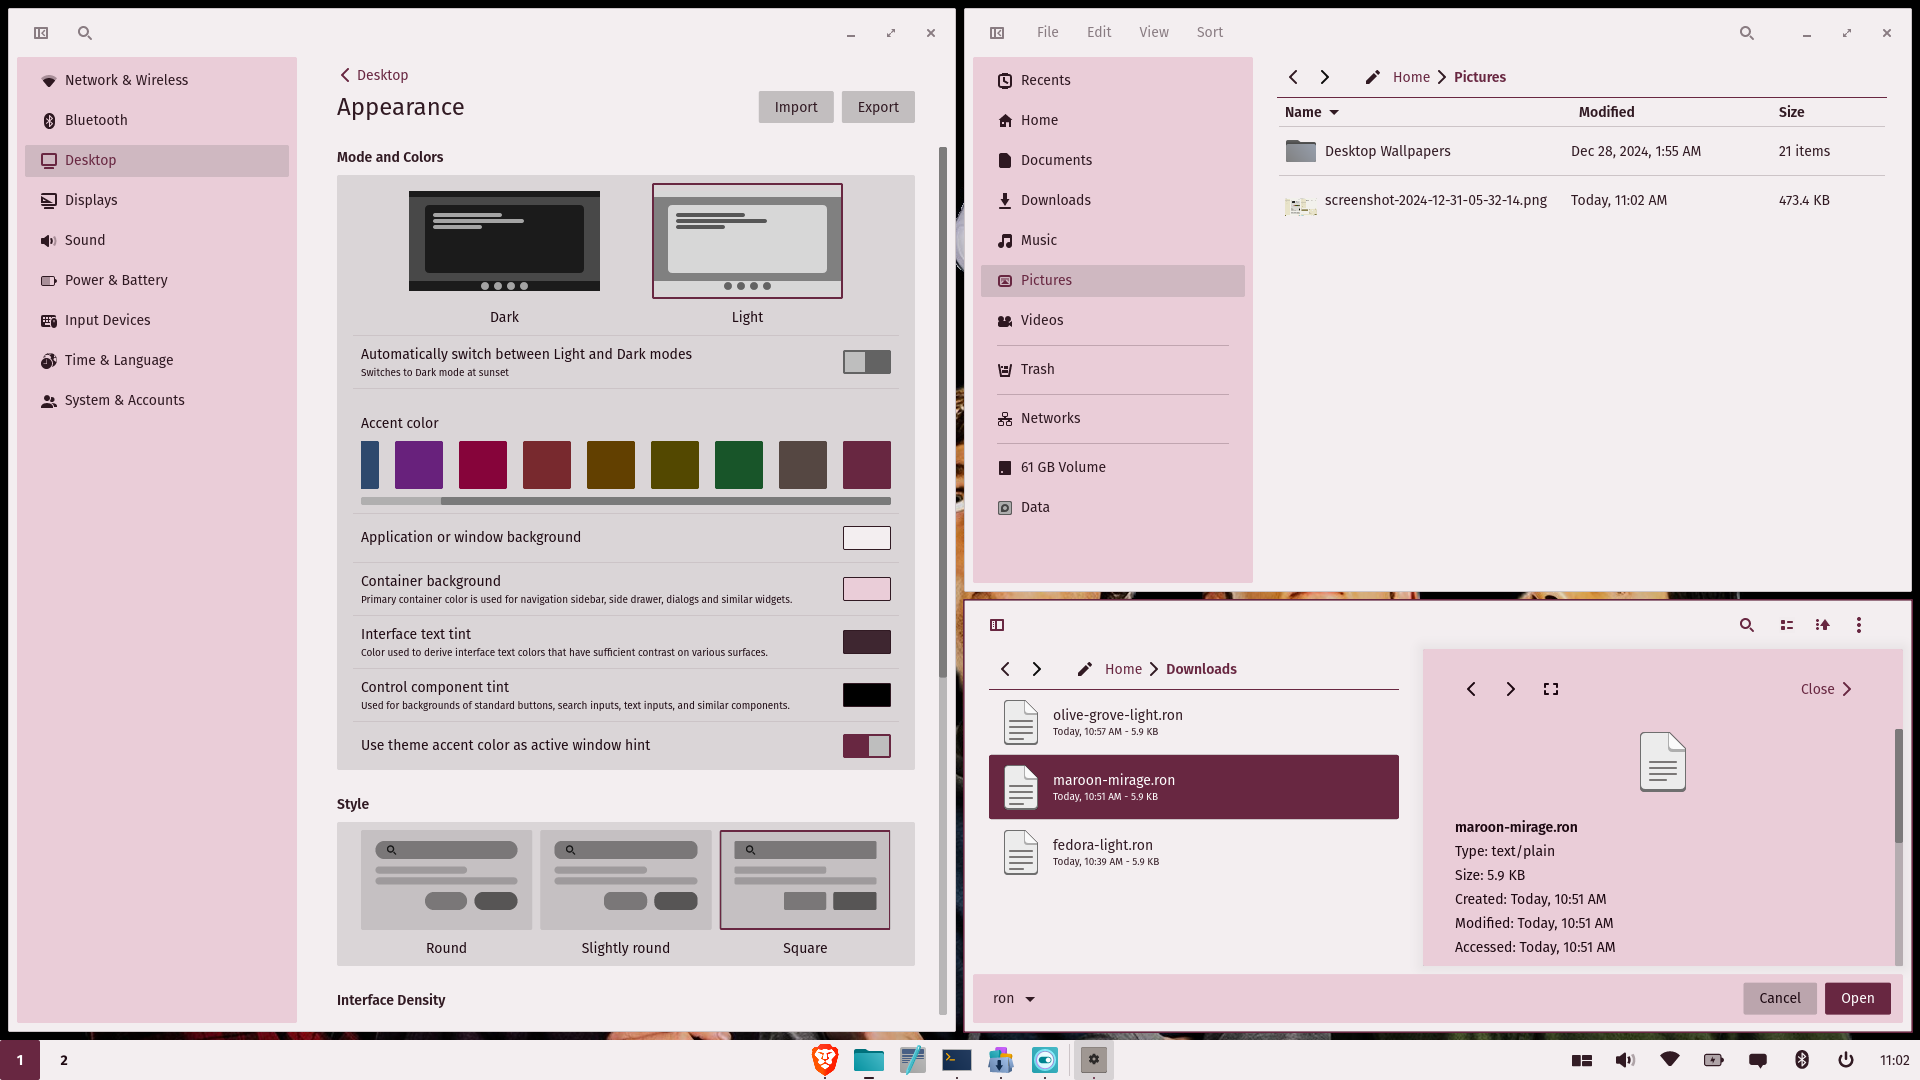 Network & Wireless
Bluetooth
Desktop
Displays
Sound
Power & Battery
Input Devices
Time & Language
System & Accounts
Desktop
Appearance
Import
Export
Mode and Colors
Dark
Light
Automatically switch between Light and Dark modes
Switches to Dark mode at sunset
Accent color
Application or window background
Container background
Primary container color is used for navigation sidebar, side drawer, dialogs and similar widgets.
Interface text tint
Color used to derive interface text colors that have sufficient contrast on various surfaces.
Control component tint
Used for backgrounds of standard buttons, search inputs, text inputs, and similar components.
Use theme accent color as active window hint
Style
Round
Slightly round
Square
Interface Density
File Edit View Sort
Recents
Home
Documents
Downloads
Music
Pictures
Videos
Trash
Networks
61 GB Volume
Data
Home Pictures
Name Modified Size
Desktop Wallpapers Dec 28, 2024, 1:55 AM 21 items
screenshot-2024-12-31-05-32-14.png Today, 11:02 AM 473.4 KB
Home Downloads
olive-grove-light.ron
Today, 10:57 AM - 5.9 KB
maroon-mirage.ron
Today, 10:51 AM - 5.9 KB
fedora-light.ron
Today, 10:39 AM - 5.9 KB
Close
maroon-mirage.ron
Type: text/plain
Size: 5.9 KB
Created: Today, 10:51 AM
Modified: Today, 10:51 AM
Accessed: Today, 10:51 AM
ron
Cancel
Open
1 2
11:02